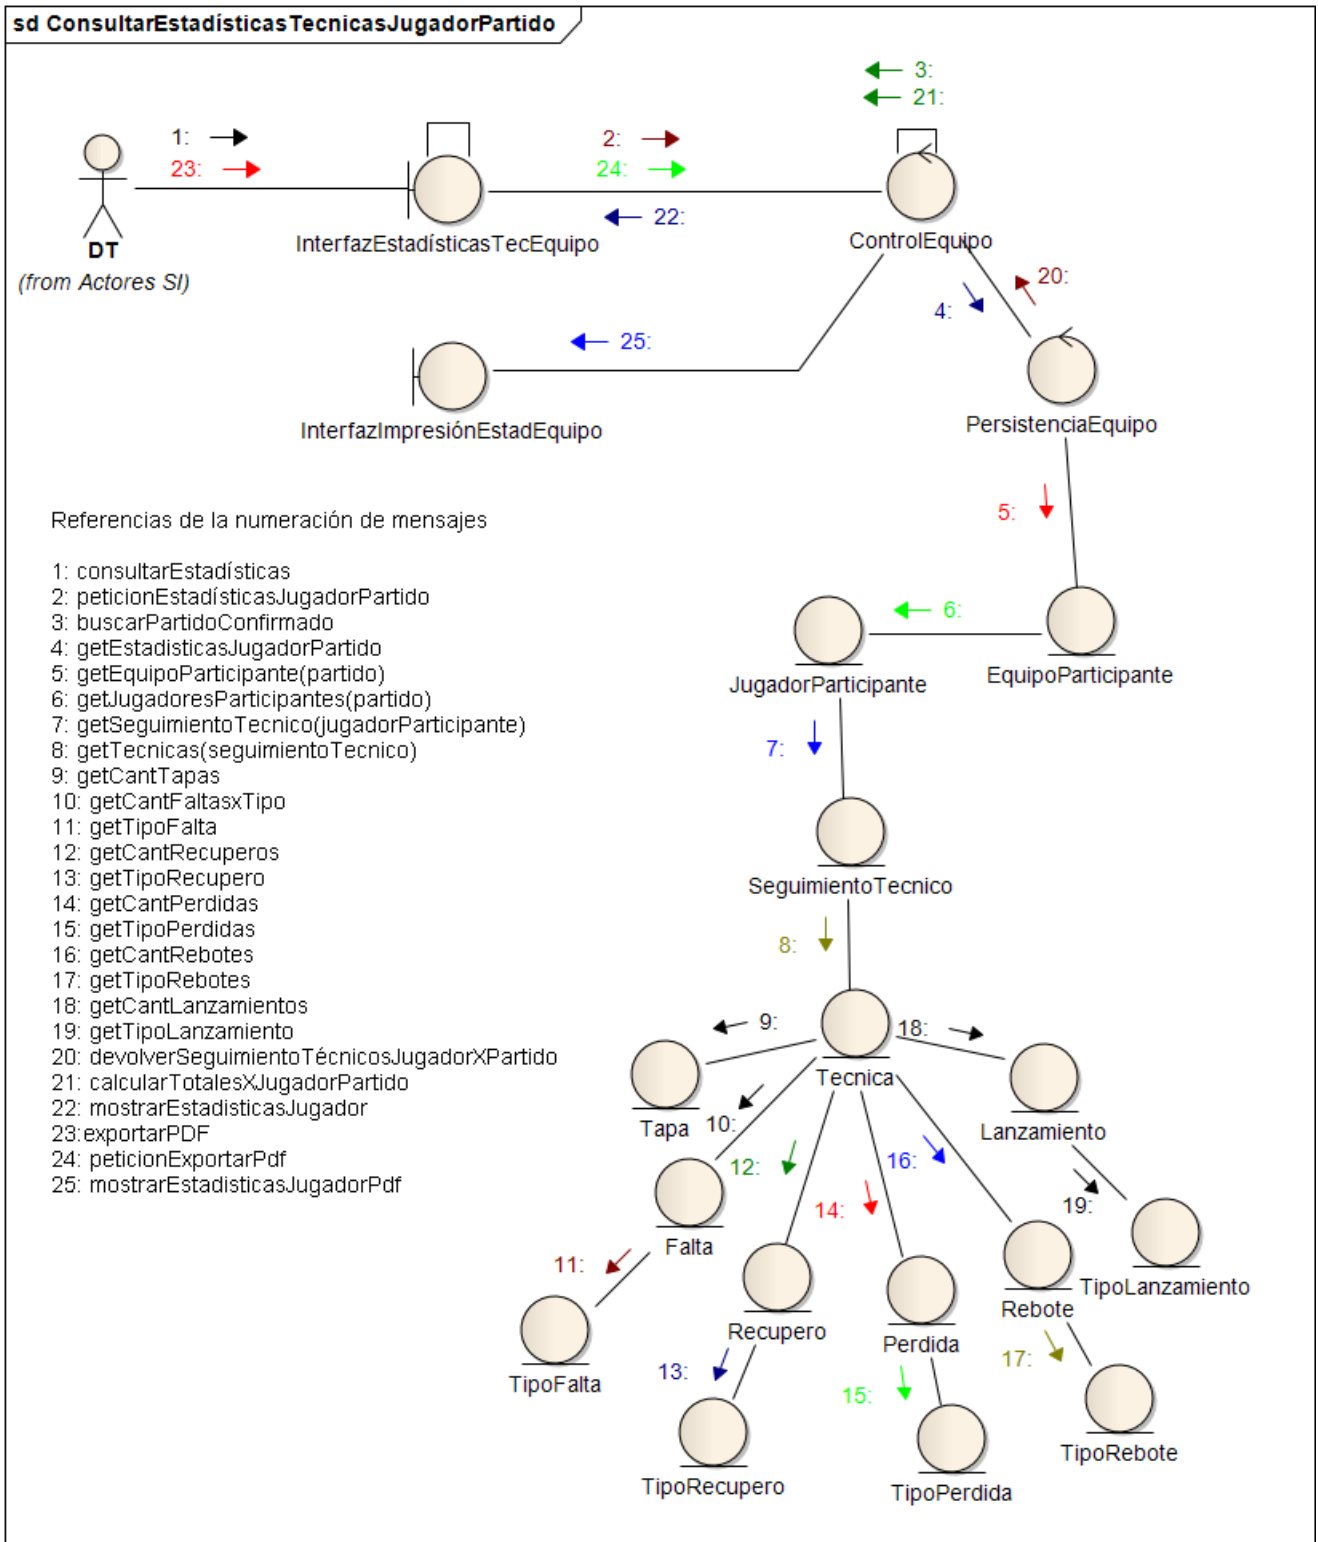 sd ConsultarEstadísticasTecnicasJugadorPartido
3:
21:
1:
23:
2:
24:
22:
DT
(from Actores SI)
InterfazEstadísticasTecEquipo
ControlEquipo
20:
4:
25:
InterfazImpresiónEstadEquipo
PersistenciaEquipo
5:
6:
JugadorParticipante
EquipoParticipante
7:
SeguimientoTecnico
8:
9:
18:
Tecnica
Tapa
10:
Lanzamiento
12:
16:
19:
14:
Falta
11:
TipoLanzamiento
Rebote
Recupero
Perdida
17:
13:
TipoFalta
15:
TipoRebote
TipoRecupero
TipoPerdida
Referencias de la numeración de mensajes
1: consultarEstadísticas
2: peticionEstadísticasJugadorPartido
3: buscarPartidoConfirmado
4: getEstadisticasJugadorPartido
5: getEquipoParticipante(partido)
6: getJugadoresParticipantes(partido)
7: getSeguimientoTecnico(jugadorParticipante)
8: getTecnicas(seguimientoTecnico)
9: getCantTapas
10: getCantFaltasxTipo
11: getTipoFalta
12: getCantRecuperos
13: getTipoRecupero
14: getCantPerdidas
15: getTipoPerdidas
16: getCantRebotes
17: getTipoRebotes
18: getCantLanzamientos
19: getTipoLanzamiento
20: devolverSeguimientoTécnicosJugadorXPartido
21: calcularTotalesXJugadorPartido
22: mostrarEstadisticasJugador
23:exportarPDF
24: peticionExportarPdf
25: mostrarEstadisticasJugadorPdf